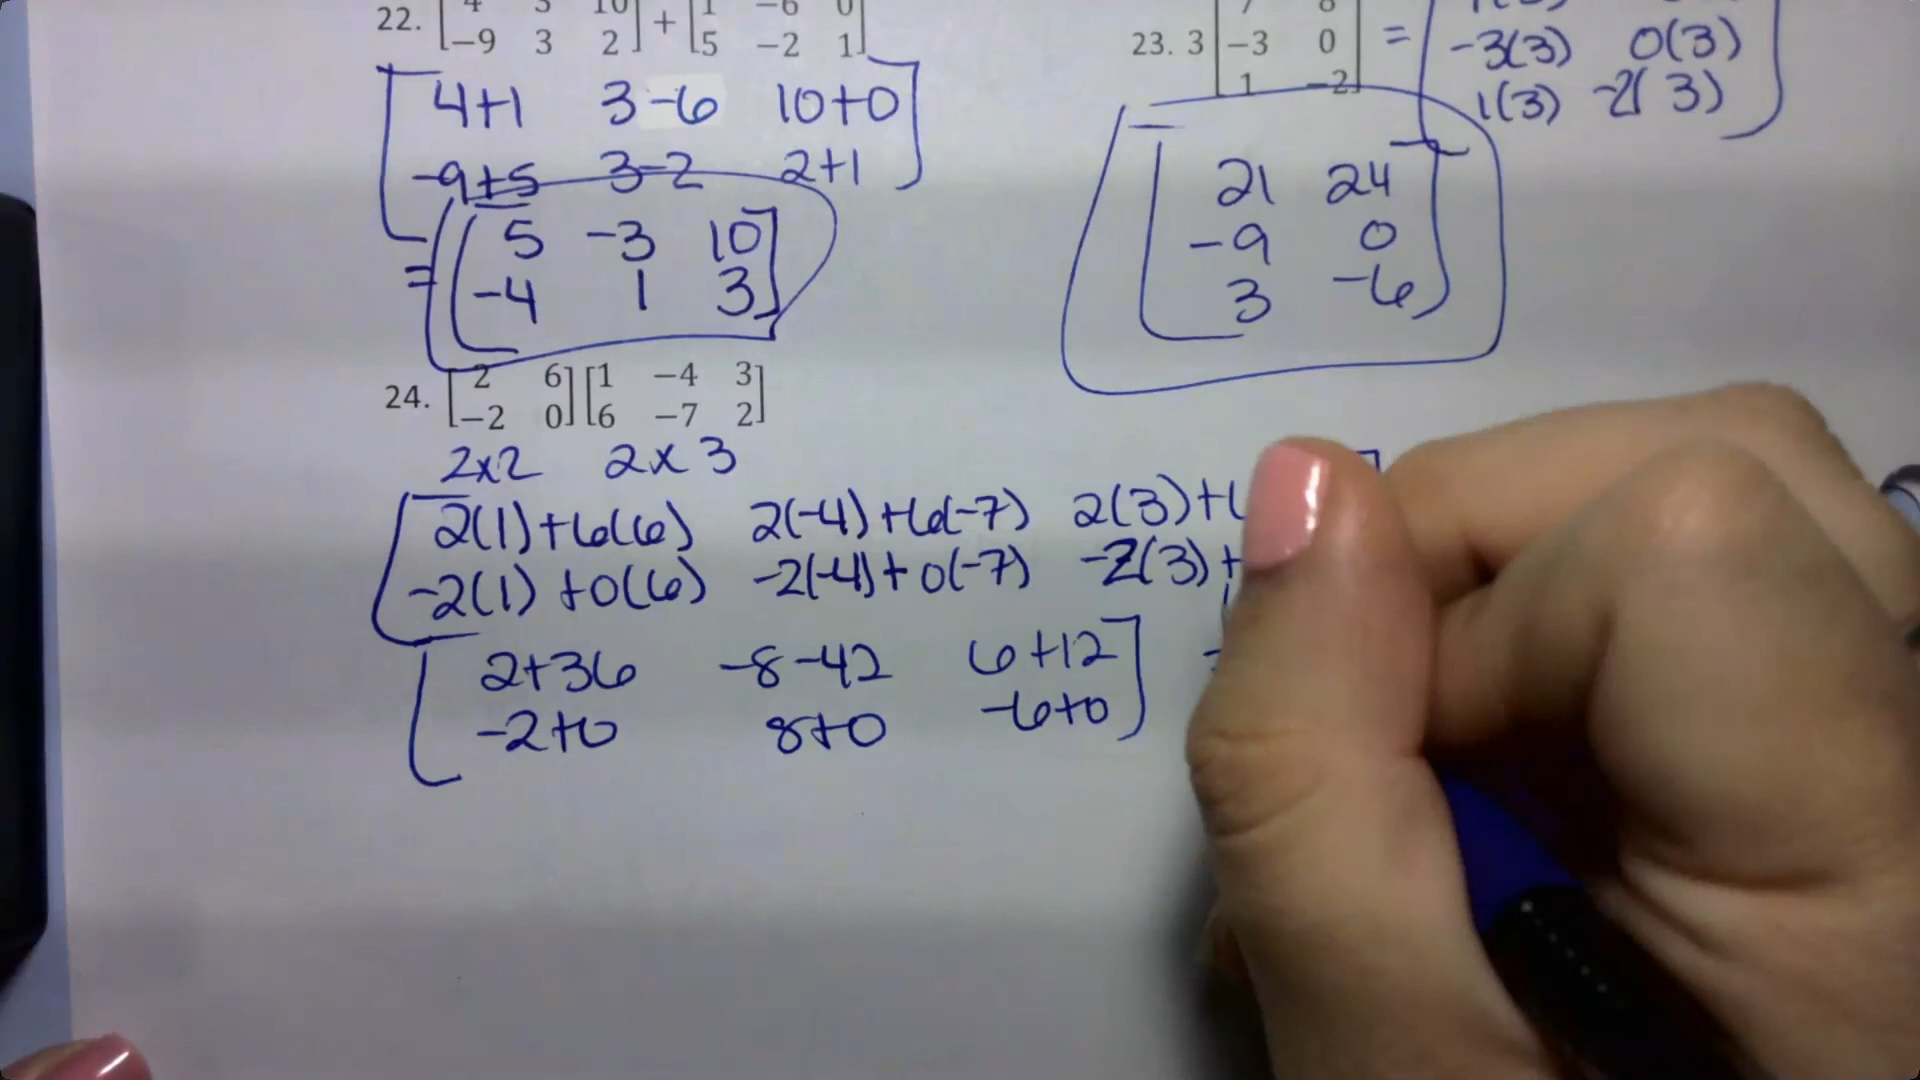 22. [4 3 10] + [1 -6 0]
[-9 3 2] [5 -2 1]
[4+1 3-6 10+0]
[-9+5 3-2 2+1]
= [5 -3 10]
[-4 1 3]
23. 3 [7 8] =
[-3 0] [-3(3) 0(3)]
[1 -2] [1(3) -2(3)]
[21 24]
[-9 0]
[3 -6]
24. [2 6] [1 -4 3]
[-2 0] [6 -7 2]
2x2 2x3
[2(1)+6(6) 2(-4)+6(-7) 2(3)+
-2(1)+0(6) -2(-4)+0(-7) -2(3)+
[2+36 -8-42 6+12]
[-2+0 8+0 -6+0]